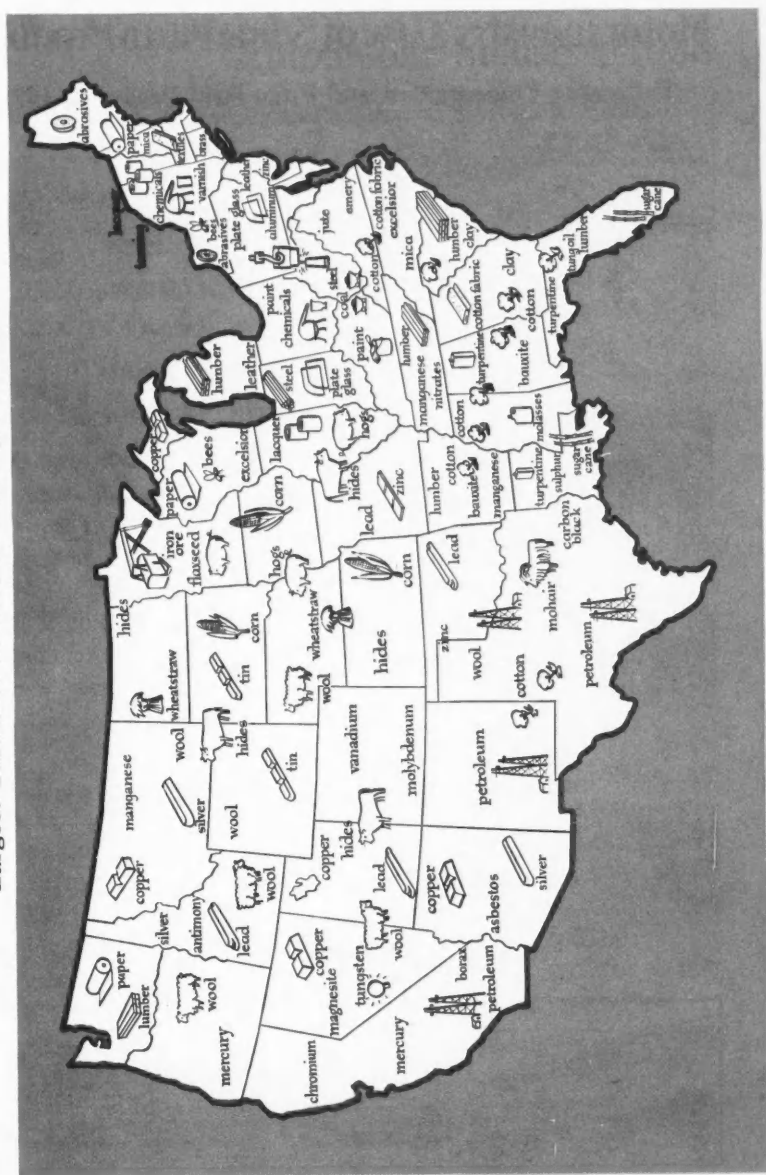 paper
lumber
mercury
wool
chromium
mercury
borax
petroleum
silver
antimony
lead
wool
copper
magnesite
tungsten
wool
copper
manganese
silver
wool
hides
wool
tin
copper
hides
lead
vanadium
molybdenum
copper
asbestos
silver
petroleum
hides
wheatstraw
corn
tin
wool
wheatstraw
hides
corn
zinc
wool
lead
cotton
mohair
petroleum
carbon
black
iron
ore
flaxseed
hogs
corn
lead
zinc
hides
lumber
cotton
bauxite
manganese
turpentine
sulphur
sugar
cane
paper
copper
bees
excelsior
lacquer
hogs
lumber
leather
steel
plate
glass
paint
chemicals
paint
coal
steel
lumber
manganese
nitrates
cotton
molasses
turpentine
bauxite
cotton
cotton fabric
clay
turpentine
tung oil
lumber
sugar
cane
mica
excelsior
cotton fabric
lumber
clay
cotton
jute
emery
abrasives
bees
plate glass
aluminum
leather
zinc
chemicals
varnish
paper
mica
textiles
brass
abrasives